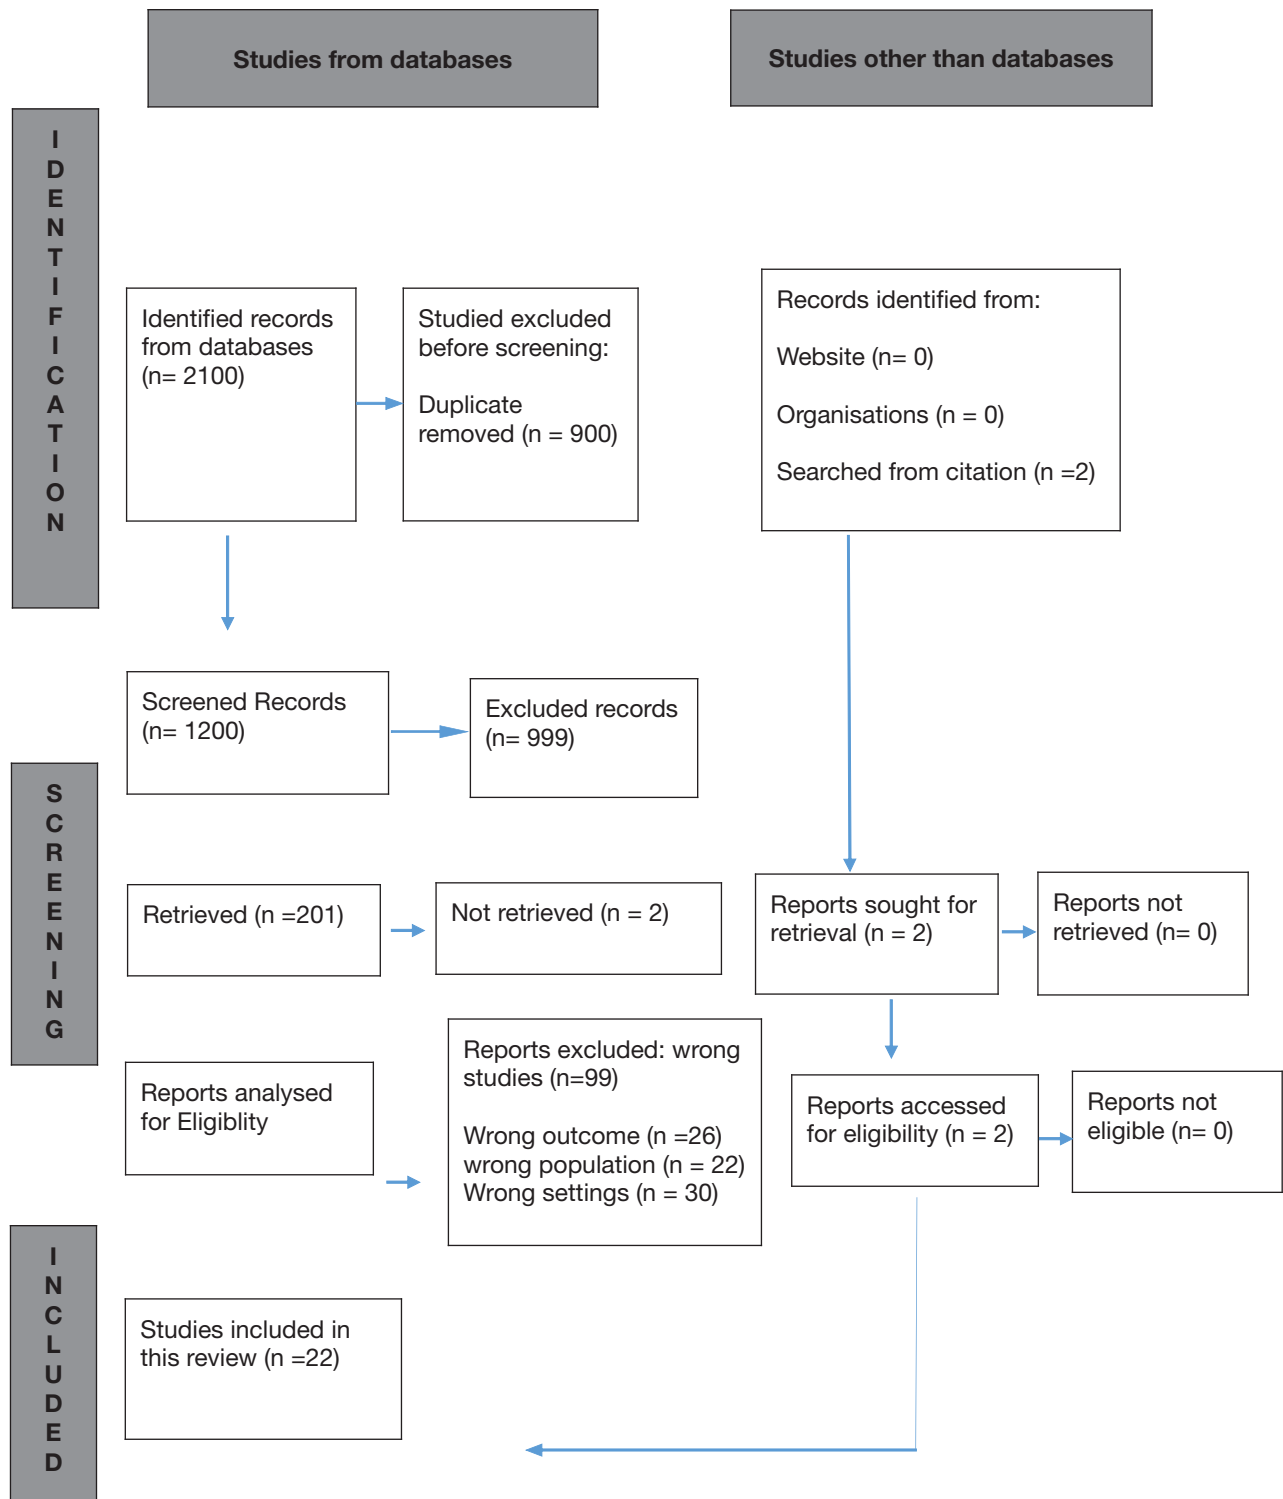 Studies from databases
Studies other than databases
IDENTIFICATION
Identified records
from databases
(n= 2100)
Studied excluded
before screening:
Duplicate
removed (n = 900)
Records identified from:
Website (n= 0)
Organisations (n = 0)
Searched from citation (n =2)
Screened Records
(n= 1200)
Excluded records
(n= 999)
SCREENING
Retrieved (n =201)
Not retrieved (n = 2)
Reports sought for
retrieval (n = 2)
Reports not
retrieved (n= 0)
Reports analysed
for Eligiblity
Reports excluded: wrong
studies (n=99)
Wrong outcome (n =26)
wrong population (n = 22)
Wrong settings (n = 30)
Reports accessed
for eligibility (n = 2)
Reports not
eligible (n= 0)
INCLUDED
Studies included in
this review (n =22)